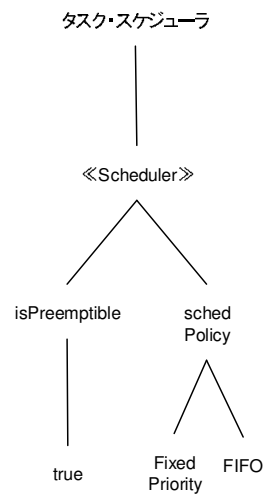 タスク・スケジューラ
≪Scheduler≫
isPreemptible
sched
Policy
true
Fixed
Priority
FIFO